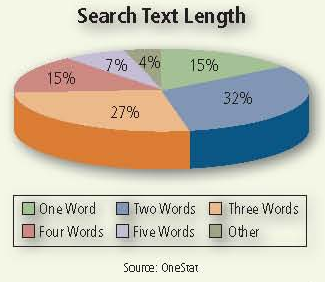 Search Text Length
7% 4% 15%
15% 32%
27%
One Word Two Words Three Words
Four Words Five Words Other
Source: OneStat